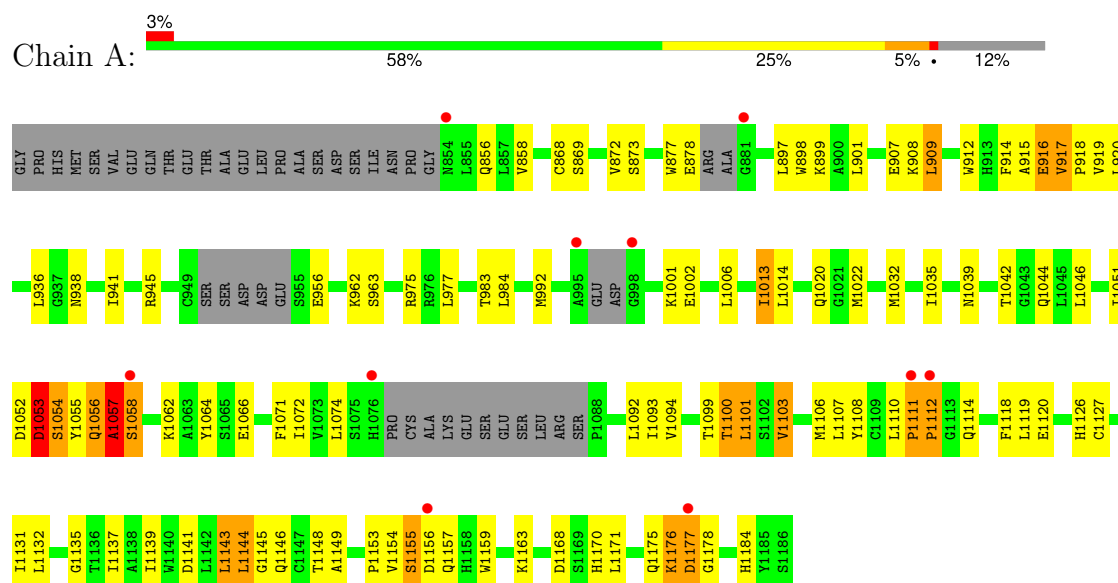 3%
Chain A:
58% 25% 5% • 12%
GLY PRO HIS MET SER VAL GLU GLN THR GLU THR ALA GLU LEU PRO ALA SER ASP SER ILE ASN PRO GLY N854 L855 Q856 L857 V858 C868 S869 V872 S873 W877 E878 ARG ALA G881 L897 W898 K899 A900 L901 E907 K908 L909 W912 H913 F914 A915 E916 V917 P918 V919
L936 G937 N938 I941 R945 C949 SER SER ASP ASP GLU S955 E956 K962 S963 R975 R976 L977 T983 L984 M992 A995 GLU ASP G998 K1001 E1002 L1006 I1013 L1014 Q1020 G1021 M1022 M1032 I1035 N1039 T1042 G1043 Q1044 L1045 L1046 I1051
D1052 D1053 S1054 Y1055 Q1056 A1057 S1058 K1062 A1063 Y1064 S1065 E1066 F1071 I1072 V1073 L1074 S1075 H1076 PRO CYS ALA LYS GLU SER GLU SER LEU ARG SER P1088 L1092 I1093 V1094 T1099 T1100 L1101 S1102 V1103 M1106 L1107 Y1108 C1109 L1110 P1111 P1112 G1113 Q1114 F1118 L1119 E1120 H1126 C1127
I1131 L1132 G1135 T1136 I1137 A1138 I1139 W1140 D1141 L1142 L1143 L1144 G1145 Q1146 C1147 T1148 A1149 P1153 V1154 S1155 D1156 Q1157 H1158 W1159 K1163 D1168 S1169 H1170 L1171 Q1175 K1176 D1177 G1178 H1184 Y1185 S1186